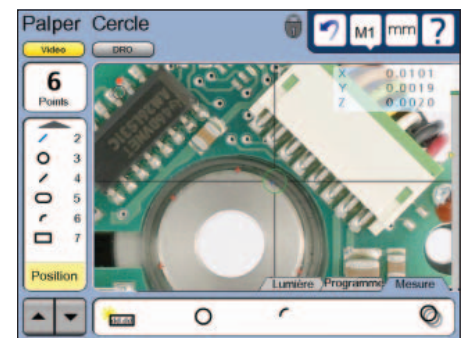 Palper Cercle
M1 mm ?
Video DRO
6
Points
X 0.0101
Y 0.0019
Z 0.0020
2
3
4
5
6
7
Position
Lumière Programme Mesure